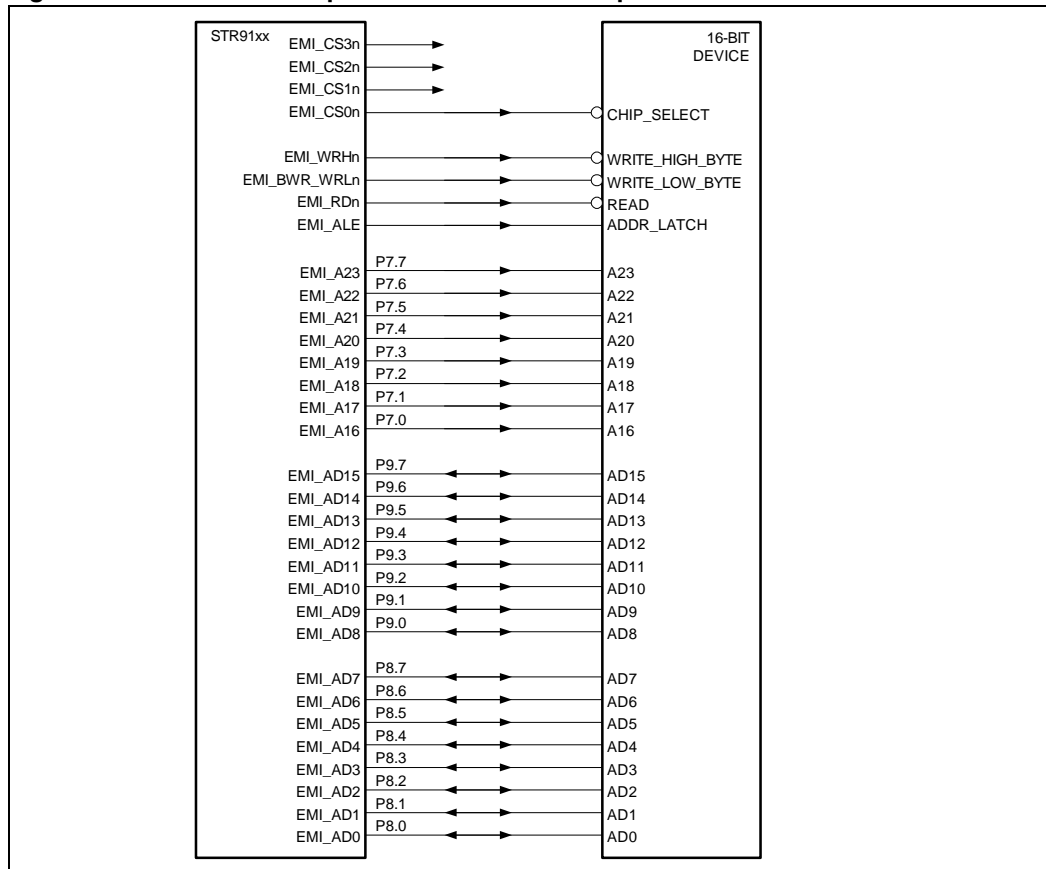 STR91xx
16-BIT
DEVICE
EMI_CS3n
EMI_CS2n
EMI_CS1n
EMI_CS0n CHIP_SELECT
EMI_WRHn WRITE_HIGH_BYTE
EMI_BWR_WRLn WRITE_LOW_BYTE
EMI_RDn READ
EMI_ALE ADDR_LATCH
EMI_A23 P7.7 A23
EMI_A22 P7.6 A22
EMI_A21 P7.5 A21
EMI_A20 P7.4 A20
EMI_A19 P7.3 A19
EMI_A18 P7.2 A18
EMI_A17 P7.1 A17
EMI_A16 P7.0 A16
EMI_AD15 P9.7 AD15
EMI_AD14 P9.6 AD14
EMI_AD13 P9.5 AD13
EMI_AD12 P9.4 AD12
EMI_AD11 P9.3 AD11
EMI_AD10 P9.2 AD10
EMI_AD9 P9.1 AD9
EMI_AD8 P9.0 AD8
EMI_AD7 P8.7 AD7
EMI_AD6 P8.6 AD6
EMI_AD5 P8.5 AD5
EMI_AD4 P8.4 AD4
EMI_AD3 P8.3 AD3
EMI_AD2 P8.2 AD2
EMI_AD1 P8.1 AD1
EMI_AD0 P8.0 AD0